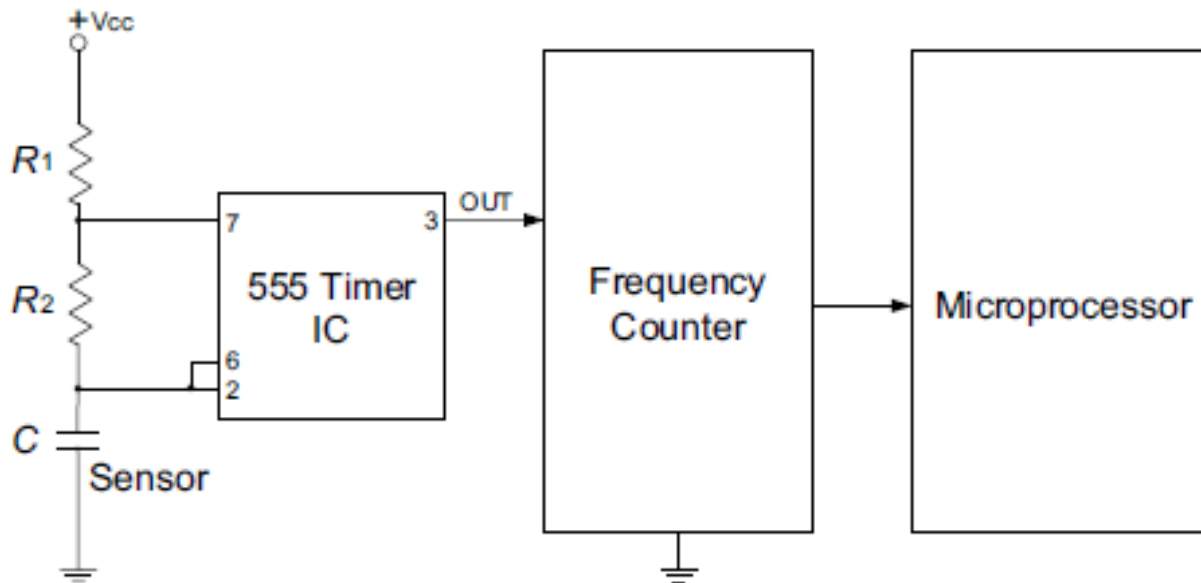 +Vcc
R1
7
3
OUT
R2
555 Timer
IC
6
2
C
Sensor
Frequency
Counter
Microprocessor